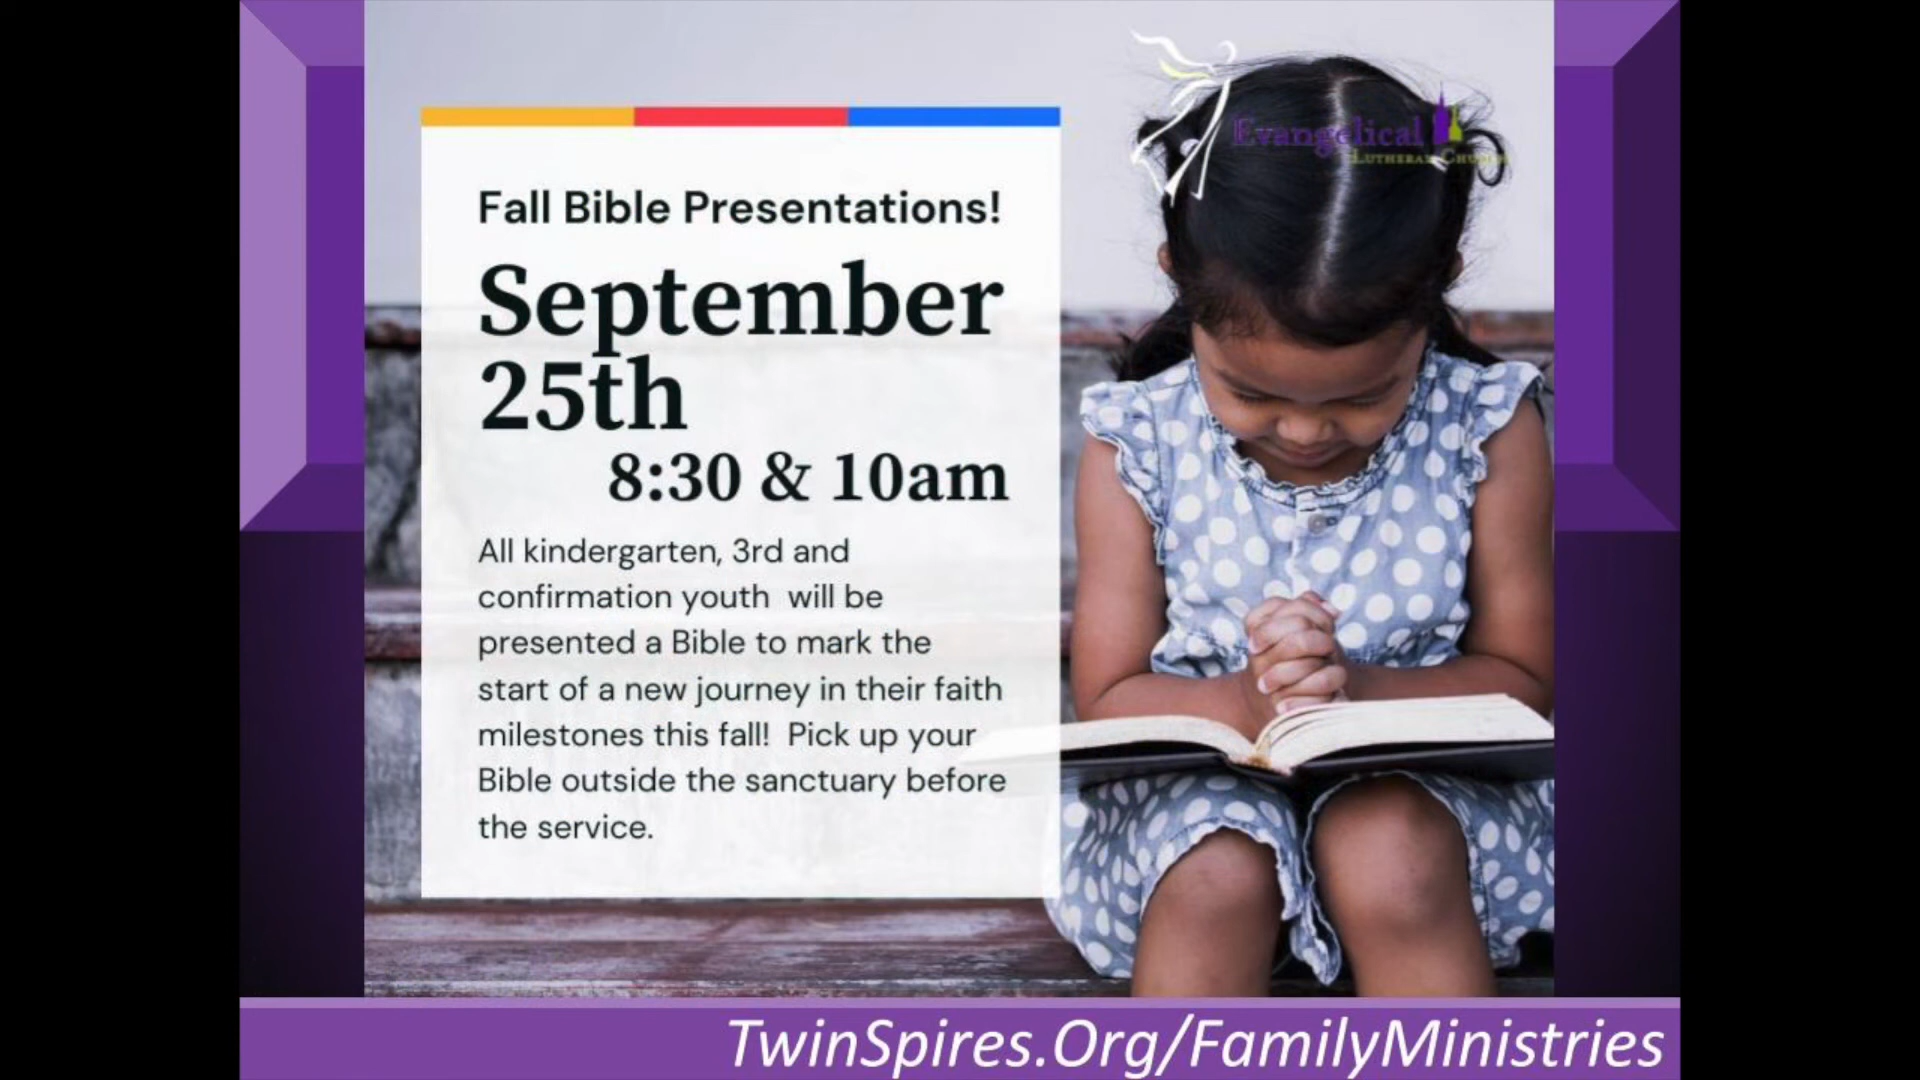 Evangelical
Lutheran Church
Fall Bible Presentations!
September
25th
8:30 & 10am
All kindergarten, 3rd and
confirmation youth will be
presented a Bible to mark the
start of a new journey in their faith
milestones this fall! Pick up your
Bible outside the sanctuary before
the service.
TwinSpires.Org/FamilyMinistries